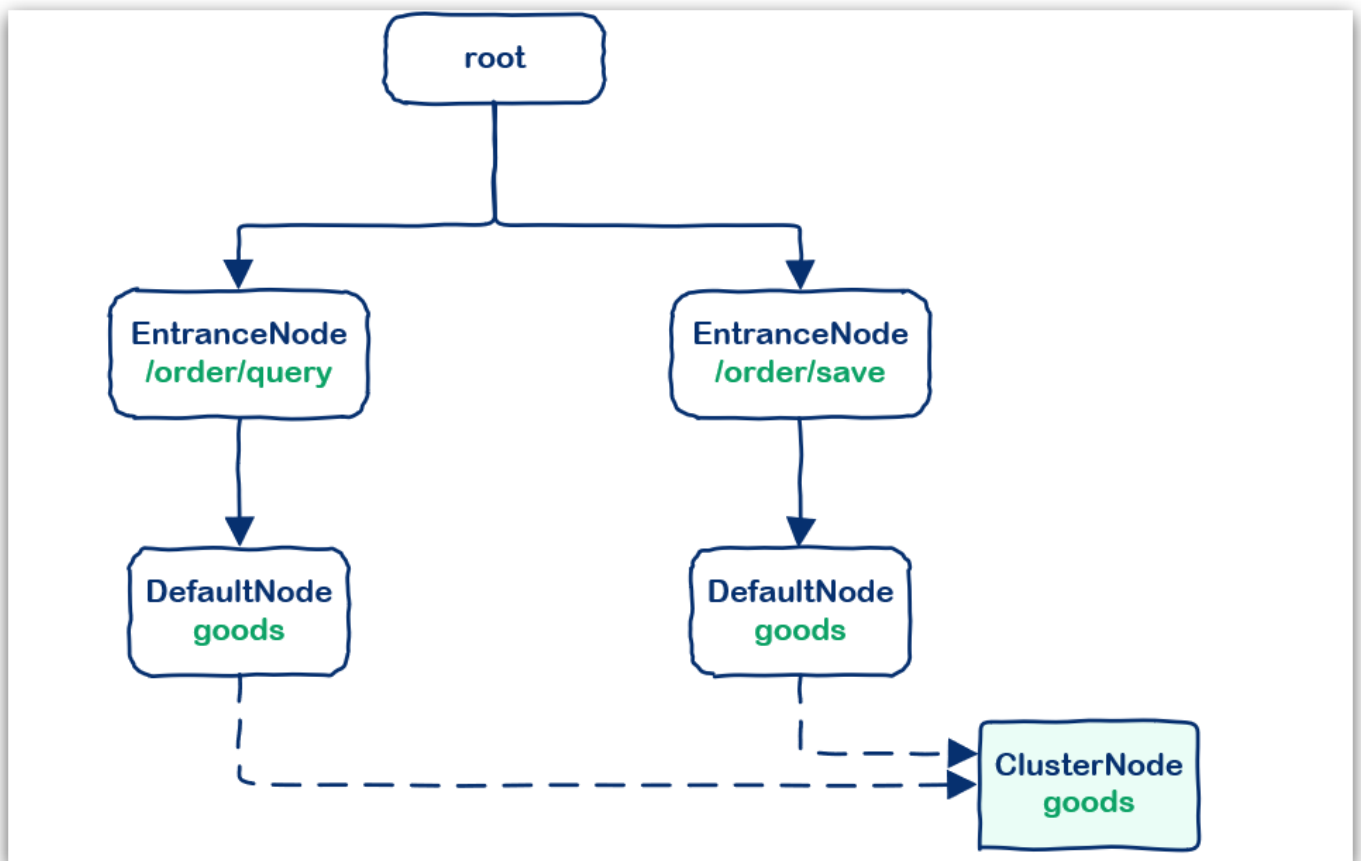 root
EntranceNode
/order/query
EntranceNode
/order/save
DefaultNode
goods
DefaultNode
goods
ClusterNode
goods